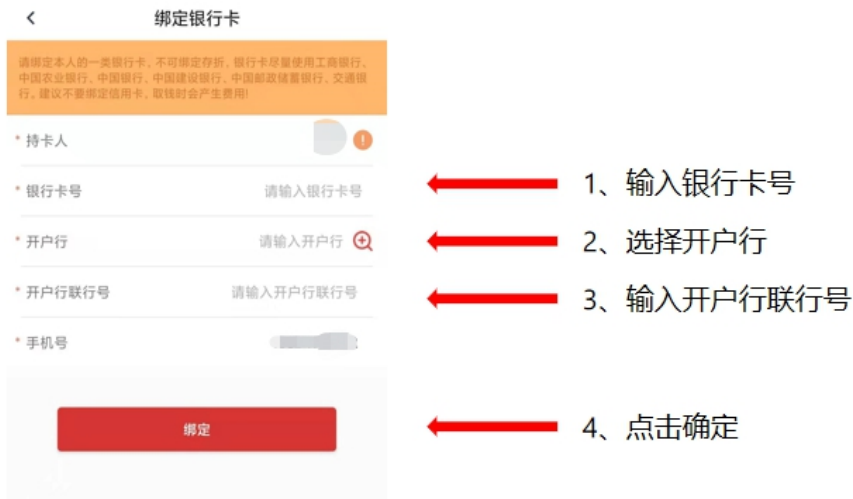 绑定银行卡
请绑定本人的一类银行卡，不可绑定存折，银行卡尽量使用工商银行、
中国农业银行、中国银行、中国建设银行、中国邮政储蓄银行、交通银
行。建议不要绑定信用卡，取钱时会产生费用!
* 持卡人 !
* 银行卡号 请输入银行卡号
1、输入银行卡号
* 开户行 请输入开户行
2、选择开户行
* 开户行联行号 请输入开户行联行号
3、输入开户行联行号
* 手机号
绑定
4、点击确定